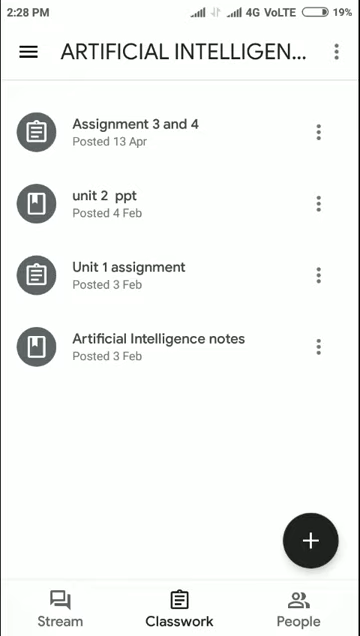 2:28 PM 4G VoLTE 19%
ARTIFICIAL INTELLIGEN...
Assignment 3 and 4
Posted 13 Apr
unit 2 ppt
Posted 4 Feb
Unit 1 assignment
Posted 3 Feb
Artificial Intelligence notes
Posted 3 Feb
Stream Classwork People